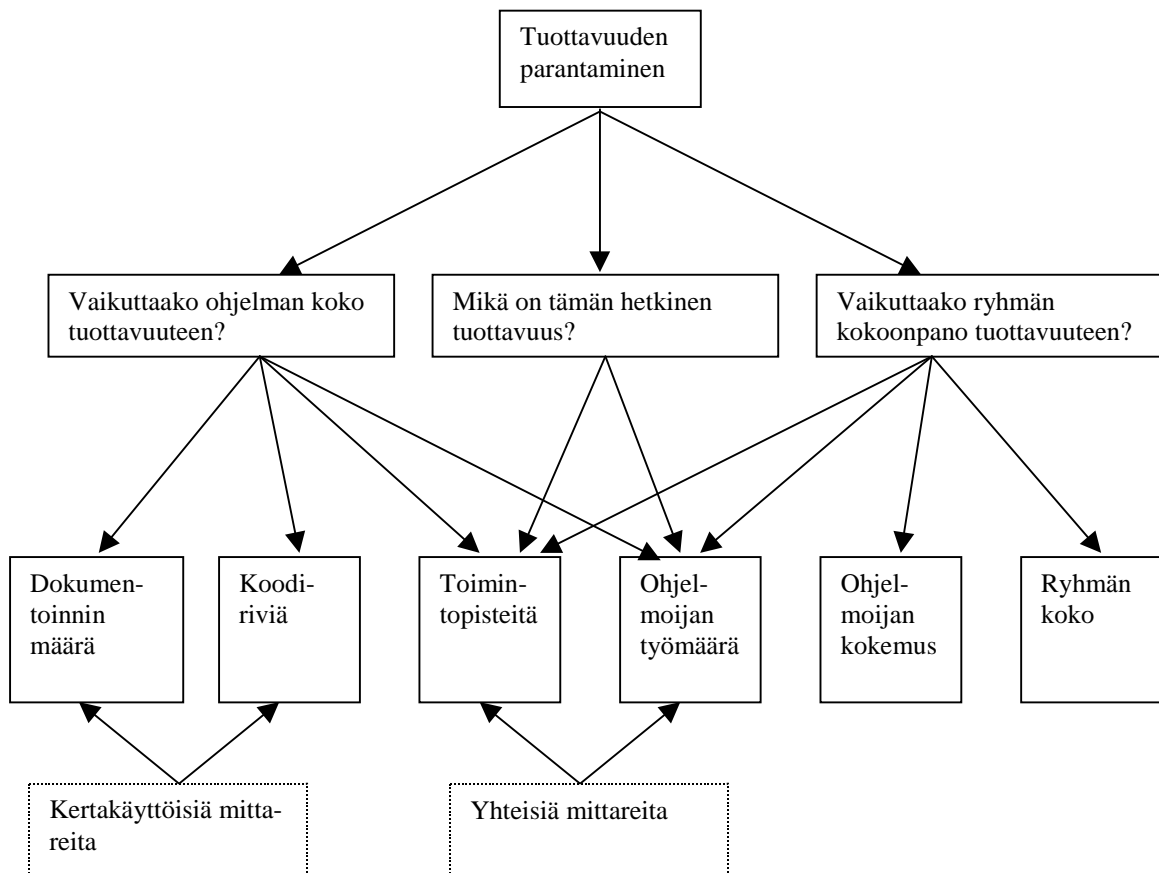 Tuottavuuden
parantaminen
Vaikuttaako ohjelman koko
tuottavuuteen?
Mikä on tämän hetkinen
tuottavuus?
Vaikuttaako ryhmän
kokoonpano tuottavuuteen?
Dokumen-
toinnin
määrä
Koodi-
riviä
Toimin-
topisteitä
Ohjel-
moijan
työmäärä
Ohjel-
moijan
kokemus
Ryhmän
koko
Kertakäyttöisiä mitta-
reita
Yhteisiä mittareita